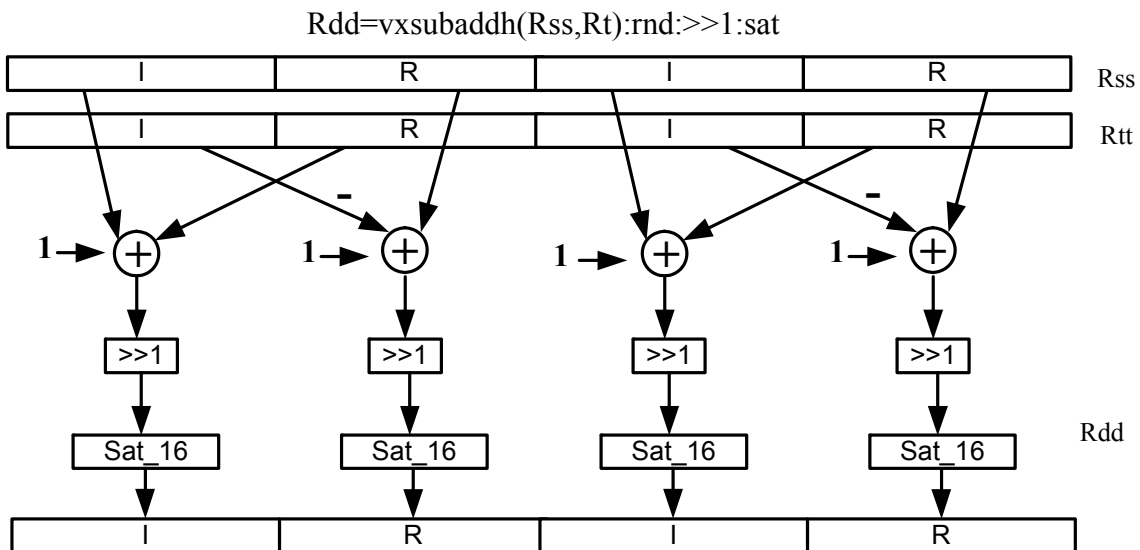 Rdd=vxsubaddh(Rss,Rt):rnd:>>1:sat
I R I R Rss
I R I R Rtt
- -
1 + 1 + 1 + 1 +
>>1 >>1 >>1 >>1
Sat_16 Sat_16 Sat_16 Sat_16 Rdd
I R I R